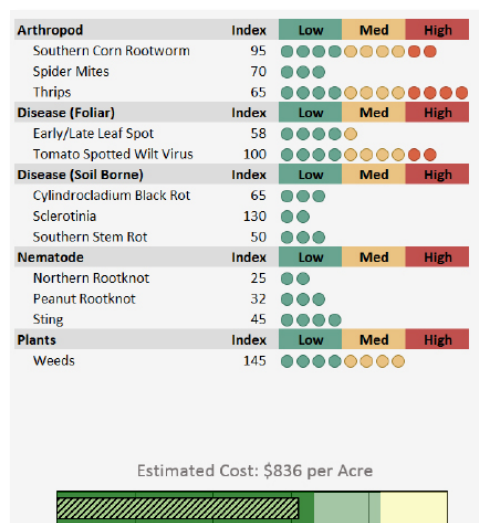 Arthropod Index Low Med High
Southern Corn Rootworm 95
Spider Mites 70
Thrips 65
Disease (Foliar) Index Low Med High
Early/Late Leaf Spot 58
Tomato Spotted Wilt Virus 100
Disease (Soil Borne) Index Low Med High
Cylindrocladium Black Rot 65
Sclerotinia 130
Southern Stem Rot 50
Nematode Index Low Med High
Northern Rootknot 25
Peanut Rootknot 32
Sting 45
Plants Index Low Med High
Weeds 145
Estimated Cost: $836 per Acre